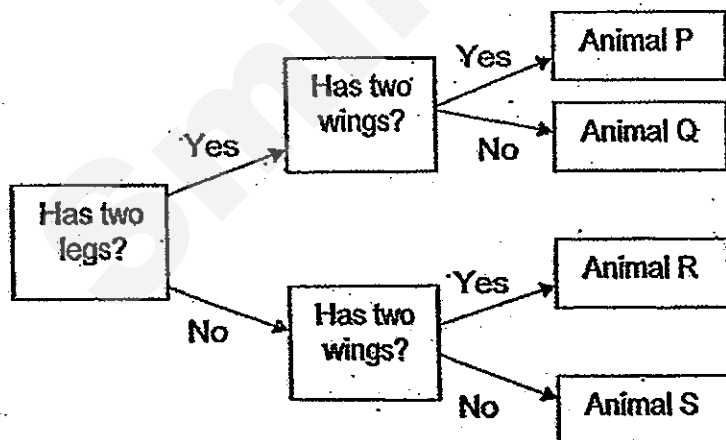 Yes
Animal P
Has two
wings?
No
Animal Q
Yes
Has two
legs?
Animal R
Yes
No
Has two
wings?
No
Animal S